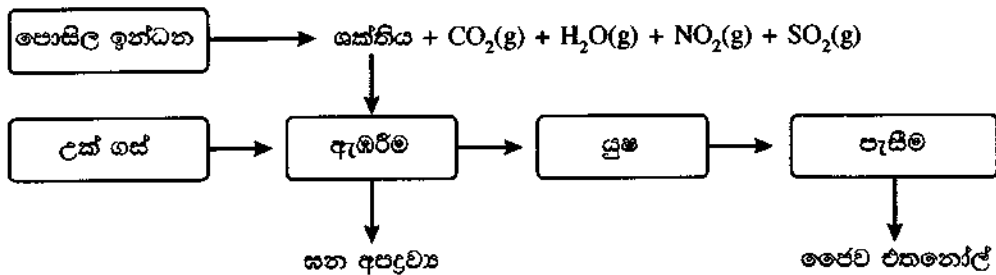 පොසිල ඉන්ධන ශක්තිය + CO₂(g) + H₂O(g) + NO₂(g) + SO₂(g)
උක් ගස් ඇඹරීම යුෂ පැසීම
ඝන අපද්‍රව්‍ය ජෛව එතනෝල්